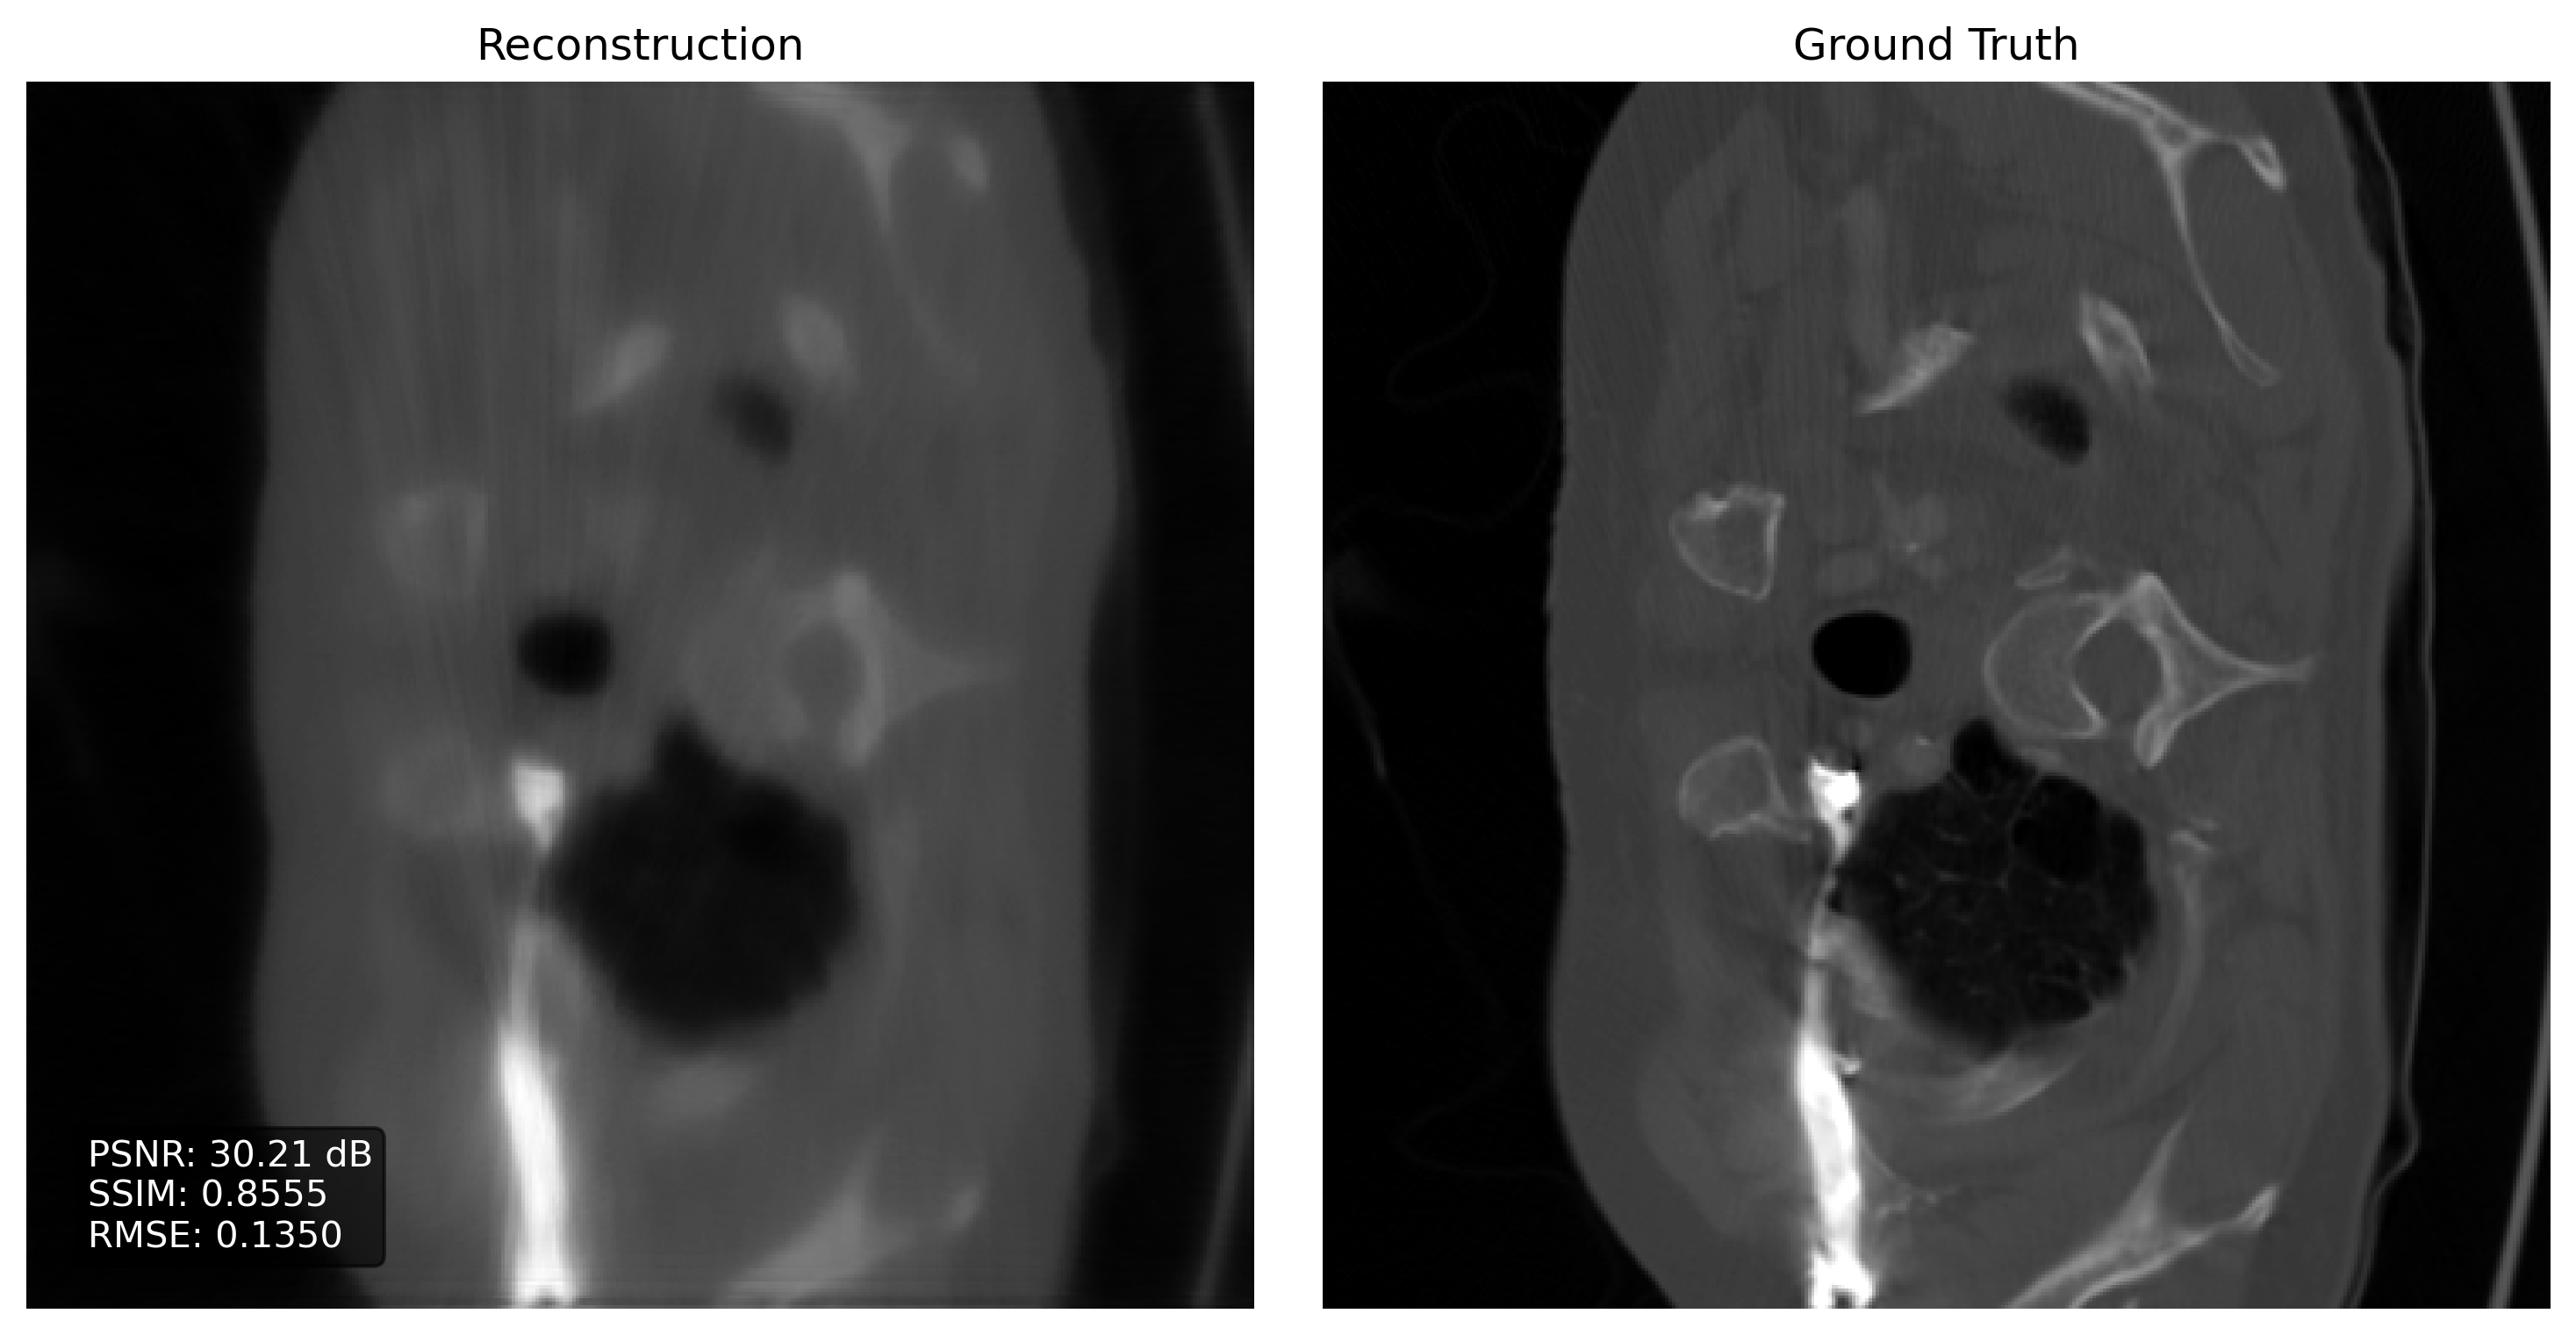 Reconstruction
Ground Truth
PSNR: 30.21 dB
SSIM: 0.8555
RMSE: 0.1350